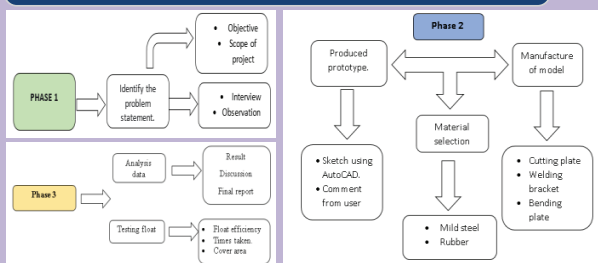 PHASE 1
Identify the
problem
statement.
• Objective
• Scope of
project
• Interview
• Observation
Phase 2
Produced
prototype.
Manufacture
of model
Material
selection
• Sketch using
AutoCAD.
• Comment
from user
• Mild steel
• Rubber
• Cutting plate
• Welding
bracket
• Bending
plate
Phase 3
Analysis
data
Result
Discussion
Final report
Testing float
• Float efficiency
• Times taken.
• Cover area